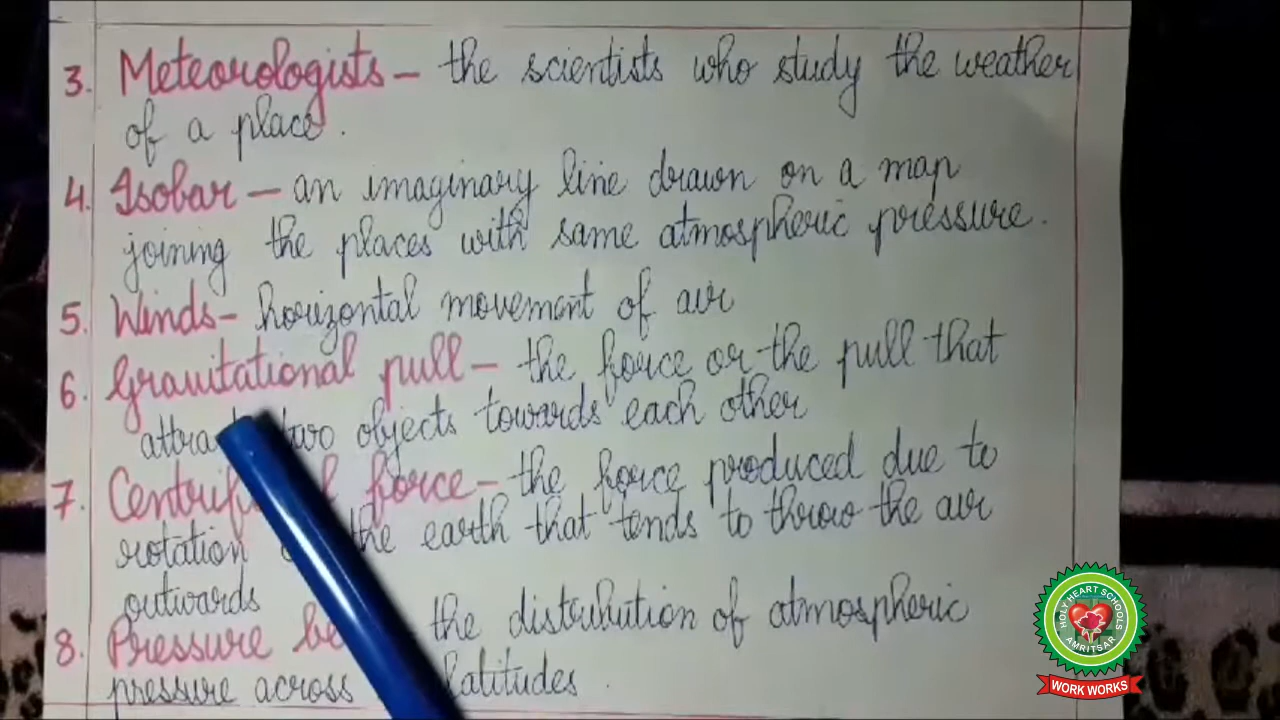 3. Meteorologists – the scientists who study the weather
of a place.
4. Isobar – an imaginary line drawn on a map
joining the places with same atmospheric pressure.
5. Winds – horizontal movement of air
6. Gravitational pull – the force or the pull that
two objects towards each other
7. force – the force produced due to
rotation the earth that tends to throw the air
outwards
8. Pressure the distribution of atmospheric
pressure across latitudes.
HOLY HEART SCHOOLS
AMRITSAR
WORK WORKS